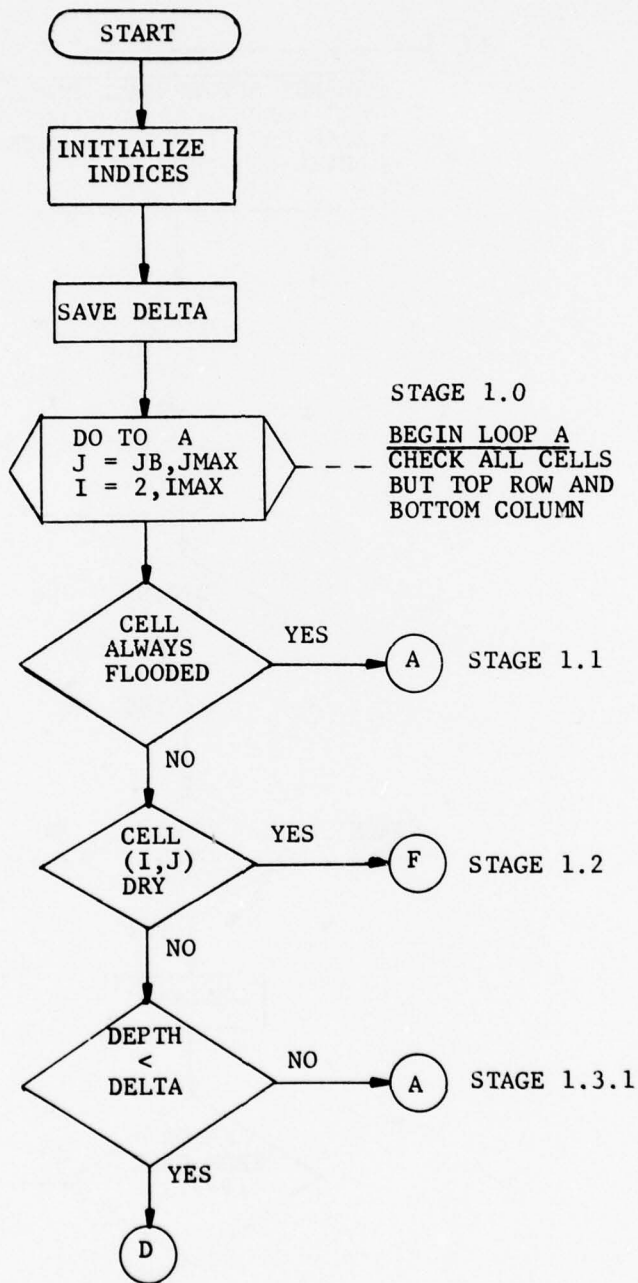 START
INITIALIZE
INDICES
SAVE DELTA
DO TO A
J = JB,JMAX
I = 2,IMAX
STAGE 1.0
BEGIN LOOP A
CHECK ALL CELLS
BUT TOP ROW AND
BOTTOM COLUMN
CELL
ALWAYS
FLOODED
YES
A
STAGE 1.1
NO
CELL
(I,J)
DRY
YES
F
STAGE 1.2
NO
DEPTH
<
DELTA
NO
A
STAGE 1.3.1
YES
D